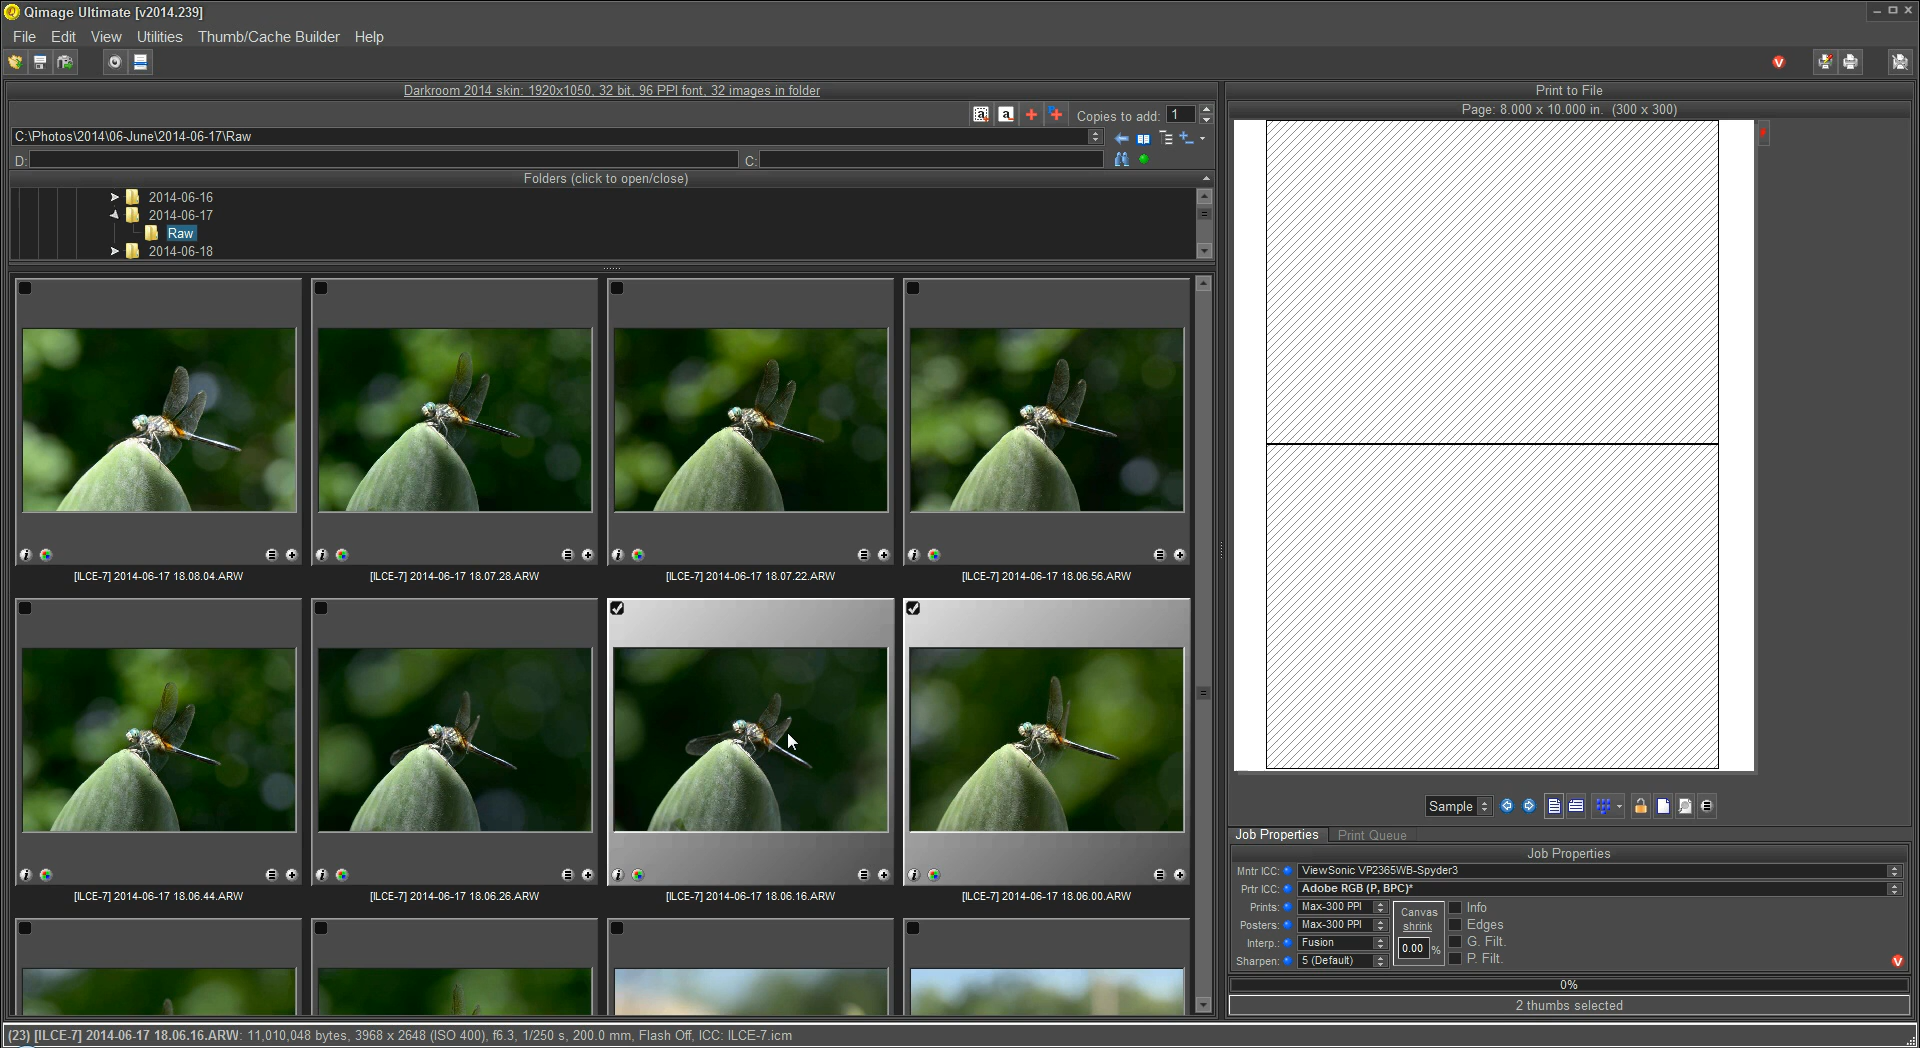 Qimage Ultimate [v2014.239]
File Edit View Utilities Thumb/Cache Builder Help
Darkroom 2014 skin: 1920x1050, 32 bit, 96 PPI font, 32 images in folder
Copies to add: 1
C:\Photos\2014\06-June\2014-06-17\Raw
D: C:
Folders (click to open/close)
2014-06-16
2014-06-17
Raw
2014-06-18
[ILCE-7] 2014-06-17 18.08.04.ARW
[ILCE-7] 2014-06-17 18.07.28.ARW
[ILCE-7] 2014-06-17 18.07.22.ARW
[ILCE-7] 2014-06-17 18.06.56.ARW
[ILCE-7] 2014-06-17 18.06.44.ARW
[ILCE-7] 2014-06-17 18.06.26.ARW
[ILCE-7] 2014-06-17 18.06.16.ARW
[ILCE-7] 2014-06-17 18.06.00.ARW
Print to File
Page: 8.000 x 10.000 in. (300 x 300)
Sample
Job Properties Print Queue
Job Properties
Mntr ICC: ViewSonic VP2365WB-Spyder3
Prtr ICC: Adobe RGB (P, BPC)*
Prints: Max-300 PPI
Posters: Max-300 PPI
Interp.: Fusion
Sharpen: 5 (Default)
Canvas
shrink
0.00 %
Info
Edges
G. Filt.
P. Filt.
0%
2 thumbs selected
(23) [ILCE-7] 2014-06-17 18.06.16.ARW: 11,010,048 bytes, 3968 x 2648 (ISO 400), f6.3, 1/250 s, 200.0 mm, Flash Off, ICC: ILCE-7.icm